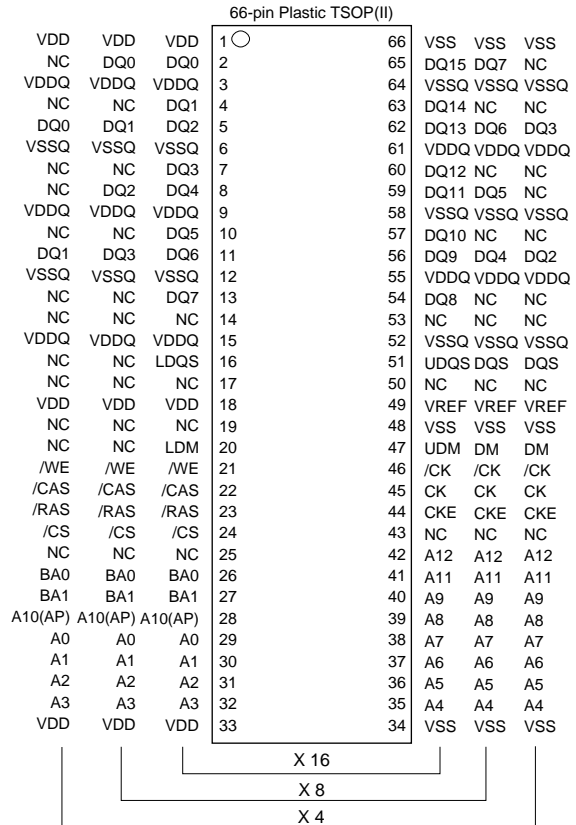 66-pin Plastic TSOP(II)
VDD VDD VDD 1 66 VSS VSS VSS
NC DQ0 DQ0 2 65 DQ15 DQ7 NC
VDDQ VDDQ VDDQ 3 64 VSSQ VSSQ VSSQ
NC NC DQ1 4 63 DQ14 NC NC
DQ0 DQ1 DQ2 5 62 DQ13 DQ6 DQ3
VSSQ VSSQ VSSQ 6 61 VDDQ VDDQ VDDQ
NC NC DQ3 7 60 DQ12 NC NC
NC DQ2 DQ4 8 59 DQ11 DQ5 NC
VDDQ VDDQ VDDQ 9 58 VSSQ VSSQ VSSQ
NC NC DQ5 10 57 DQ10 NC NC
DQ1 DQ3 DQ6 11 56 DQ9 DQ4 DQ2
VSSQ VSSQ VSSQ 12 55 VDDQ VDDQ VDDQ
NC NC DQ7 13 54 DQ8 NC NC
NC NC NC 14 53 NC NC NC
VDDQ VDDQ VDDQ 15 52 VSSQ VSSQ VSSQ
NC NC LDQS 16 51 UDQS DQS DQS
NC NC NC 17 50 NC NC NC
VDD VDD VDD 18 49 VREF VREF VREF
NC NC NC 19 48 VSS VSS VSS
NC NC LDM 20 47 UDM DM DM
/WE /WE /WE 21 46 /CK /CK /CK
/CAS /CAS /CAS 22 45 CK CK CK
/RAS /RAS /RAS 23 44 CKE CKE CKE
/CS /CS /CS 24 43 NC NC NC
NC NC NC 25 42 A12 A12 A12
BA0 BA0 BA0 26 41 A11 A11 A11
BA1 BA1 BA1 27 40 A9 A9 A9
A10(AP) A10(AP) A10(AP) 28 39 A8 A8 A8
A0 A0 A0 29 38 A7 A7 A7
A1 A1 A1 30 37 A6 A6 A6
A2 A2 A2 31 36 A5 A5 A5
A3 A3 A3 32 35 A4 A4 A4
VDD VDD VDD 33 34 VSS VSS VSS
X 16
X 8
X 4